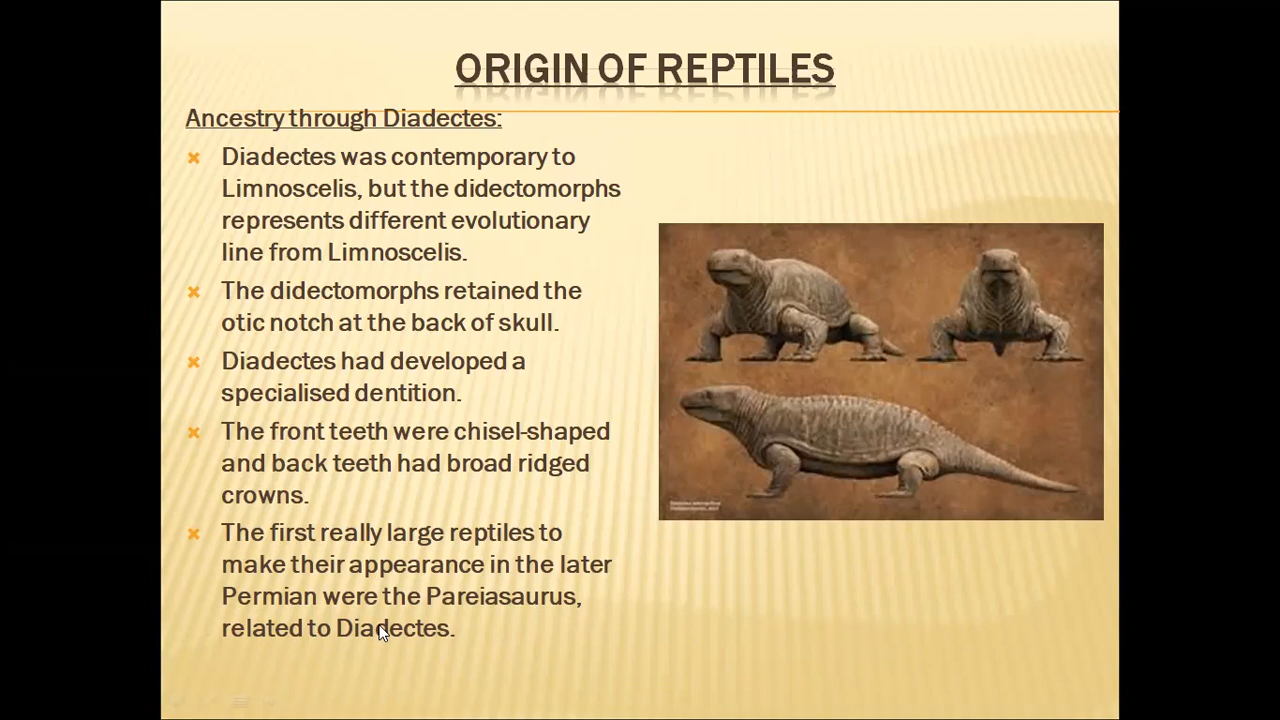 ORIGIN OF REPTILES
Ancestry through Diadectes:
Diadectes was contemporary to
Limnoscelis, but the didectomorphs
represents different evolutionary
line from Limnoscelis.
The didectomorphs retained the
otic notch at the back of skull.
Diadectes had developed a
specialised dentition.
The front teeth were chisel-shaped
and back teeth had broad ridged
crowns.
The first really large reptiles to
make their appearance in the later
Permian were the Pareiasaurus,
related to Diadectes.